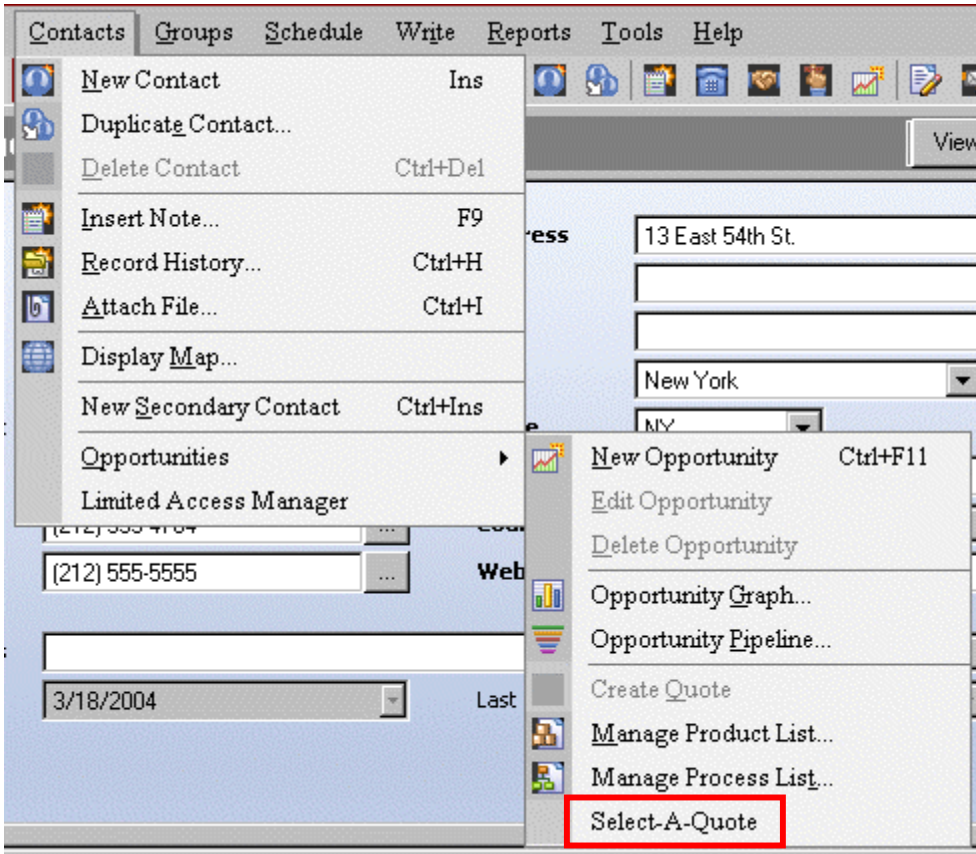 Contacts Groups Schedule Write Reports Tools Help
New Contact Ins
Duplicate Contact...
View
Delete Contact Ctrl+Del
Insert Note... F9
ress 13 East 54th St.
Record History... Ctrl+H
Attach File... Ctrl+I
Display Map...
New York
New Secondary Contact Ctrl+Ins
NY
Opportunities
New Opportunity Ctrl+F11
Limited Access Manager
Edit Opportunity
Delete Opportunity
(212) 555-5555 Web
Opportunity Graph...
Opportunity Pipeline...
Create Quote
3/18/2004 Last
Manage Product List...
Manage Process List...
Select-A-Quote